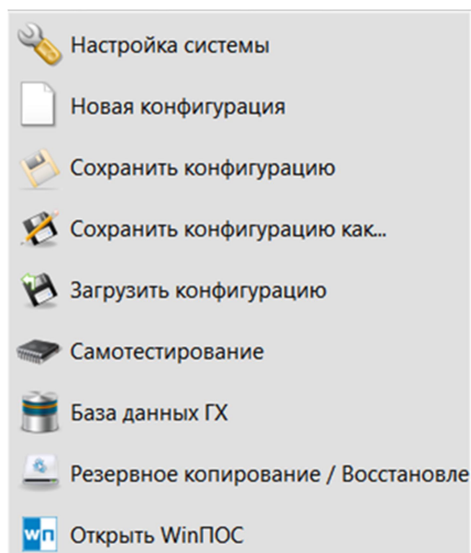 Настройка системы
Новая конфигурация
Сохранить конфигурацию
Сохранить конфигурацию как...
Загрузить конфигурацию
Самотестирование
База данных ГХ
Резервное копирование / Восстановле
wп Открыть WinПОС